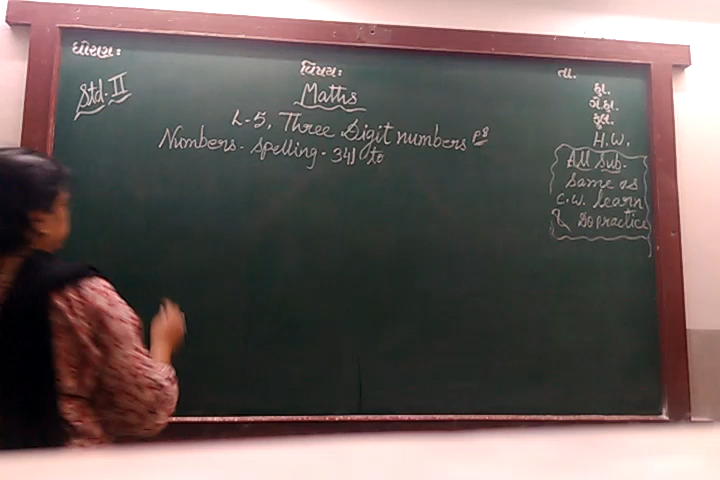 ધોરણઃ
વિષયઃ
તા.
Std. II
Maths
કુા.
ગે.હા.
કુલ.
L-5, Three Digit numbers P8
Numbers - Spelling - 341 to
H.W.
All Sub.
Same as
C.W. learn
& Do practice